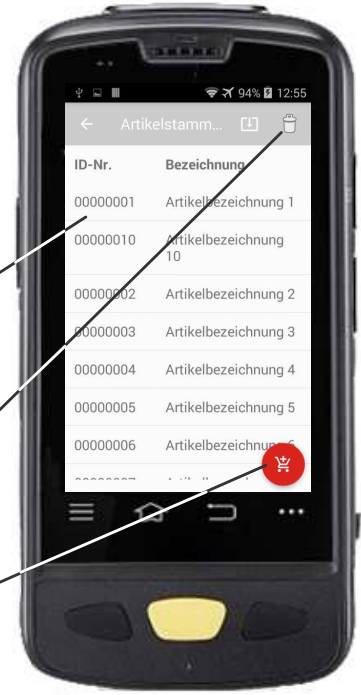 94% 12:55
Artikelstamm...
ID-Nr. Bezeichnung
00000001 Artikelbezeichnung 1
00000010 Artikelbezeichnung
10
00000002 Artikelbezeichnung 2
00000003 Artikelbezeichnung 3
00000004 Artikelbezeichnung 4
00000005 Artikelbezeichnung 5
00000006 Artikelbezeichnung 6